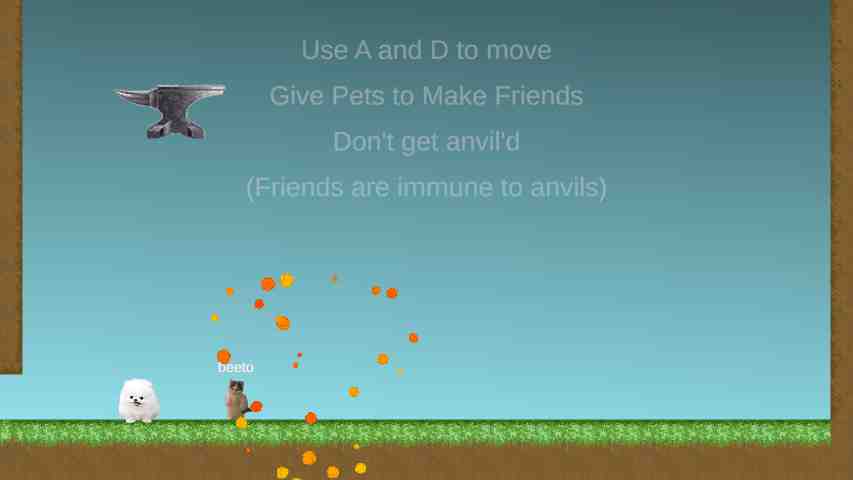 Use A and D to move
Give Pets to Make Friends
Don't get anvil'd
(Friends are immune to anvils)
beeto